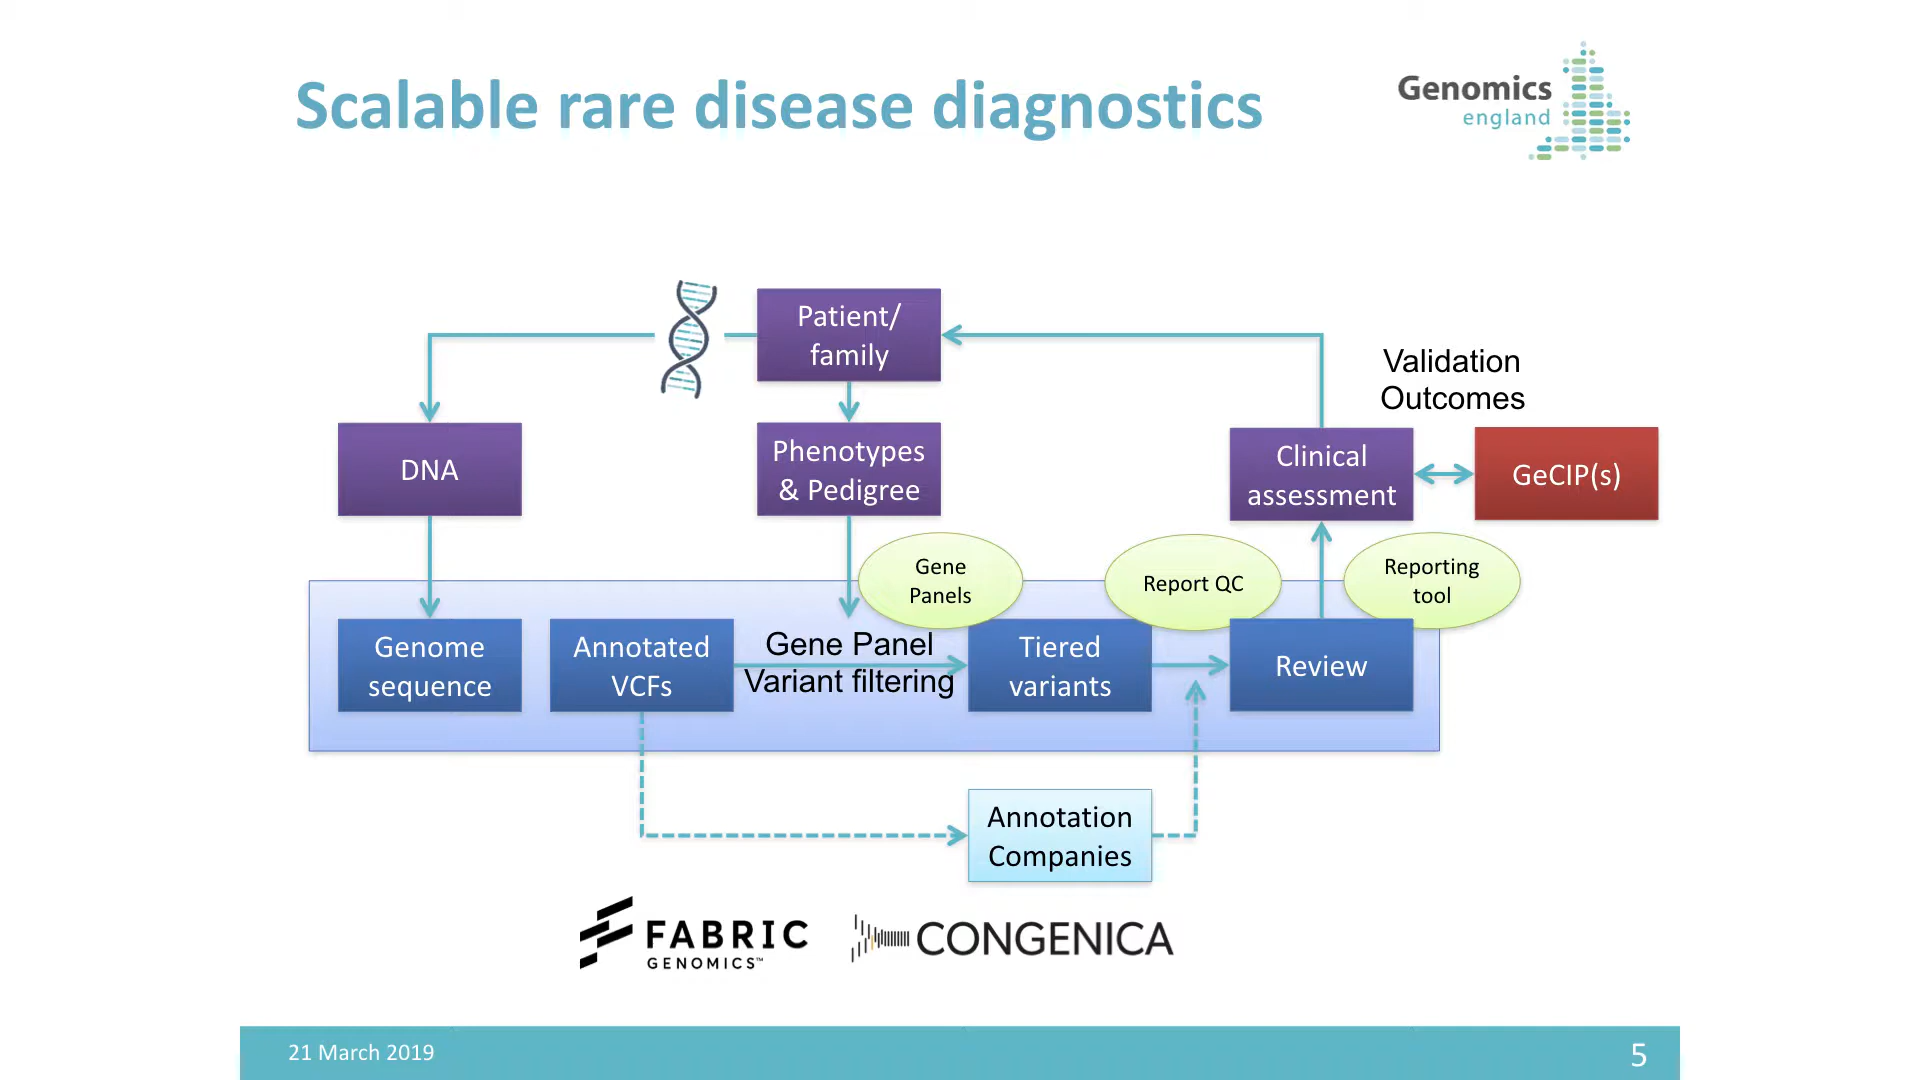 Scalable rare disease diagnostics
Genomics
england
Patient/
family
Validation
Outcomes
DNA
Phenotypes
& Pedigree
Clinical
assessment
GeCIP(s)
Gene
Panels
Report QC
Reporting
tool
Genome
sequence
Annotated
VCFs
Gene Panel
Variant filtering
Tiered
variants
Review
Annotation
Companies
FABRIC
GENOMICS™
CONGENICA
21 March 2019
5